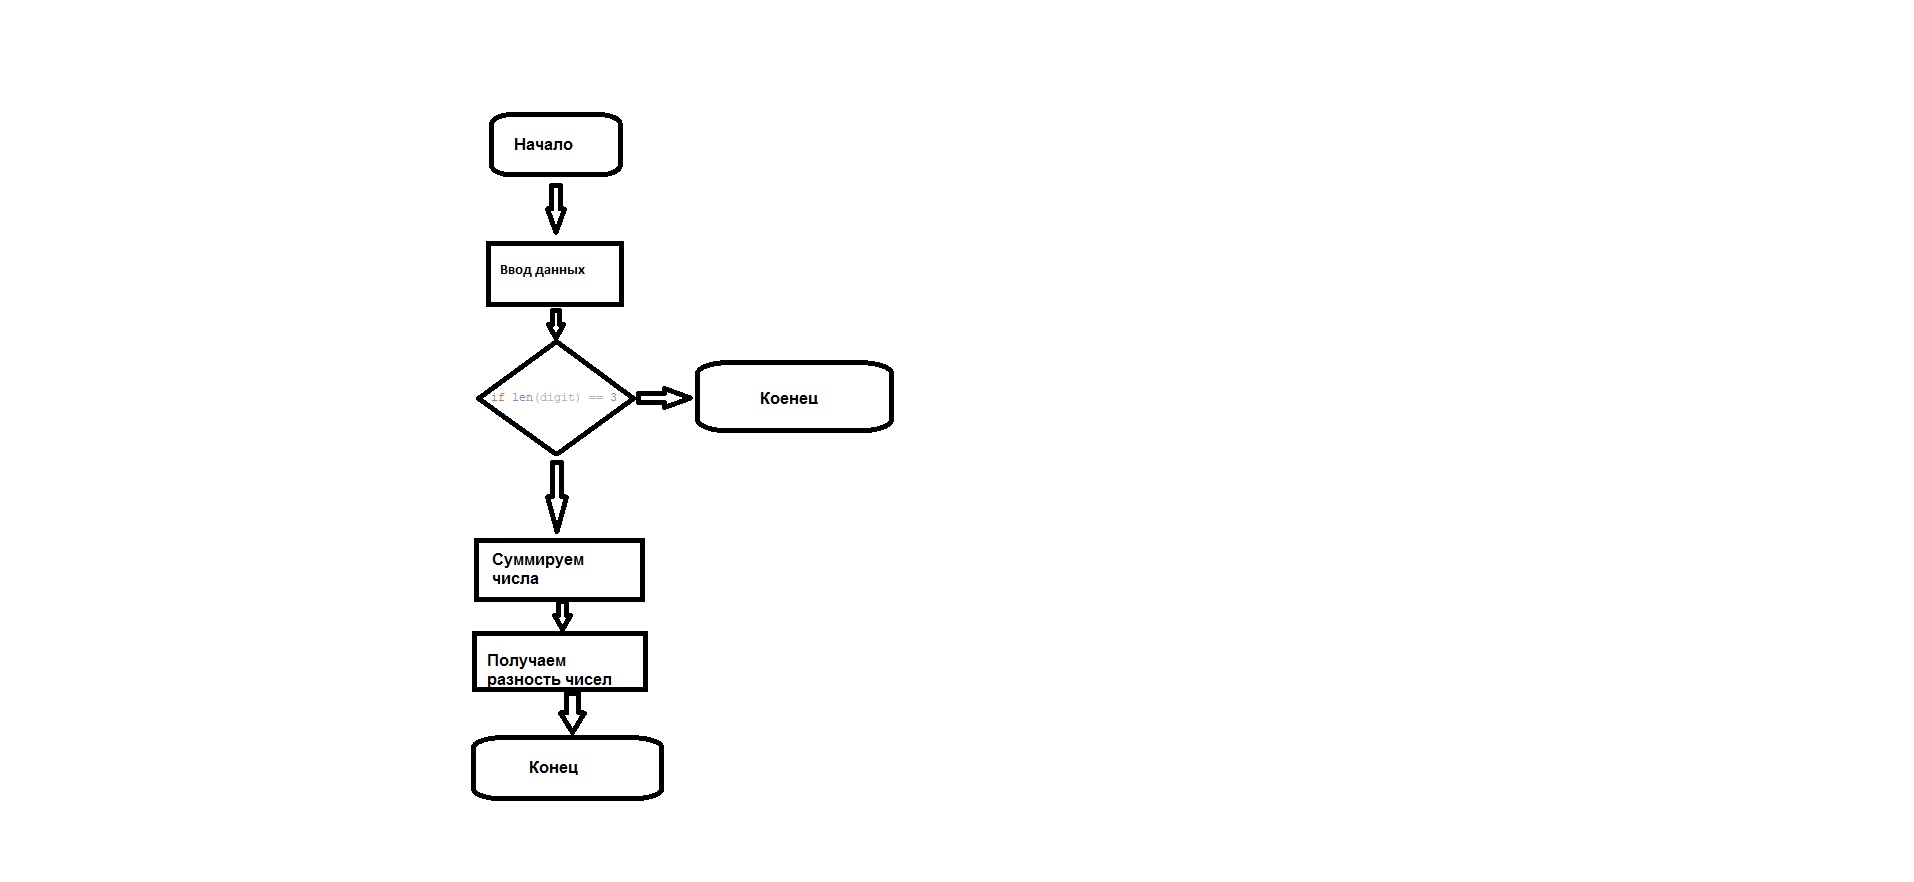 Начало
Ввод данных
if len(digit) == 3
Коенец
Суммируем
числа
Получаем
разность чисел
Конец